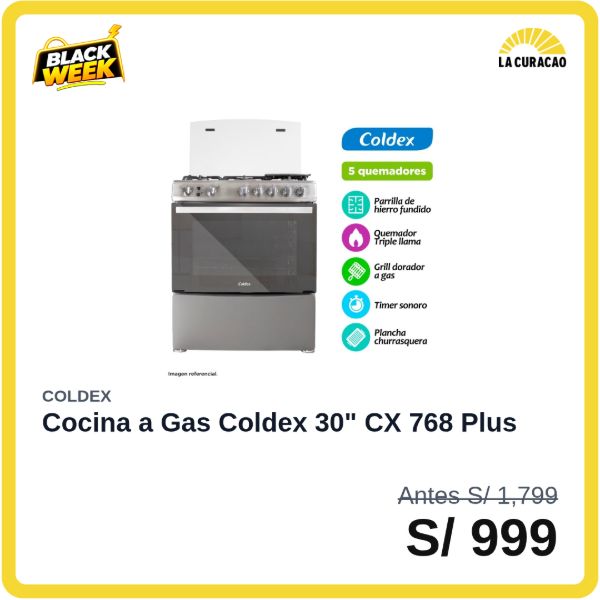 BLACK
WEEK
LA CURACAO
Coldex
5 quemadores
Parrilla de
hierro fundido
Quemador
Triple llama
Grill dorador
a gas
Timer sonoro
Plancha
churrasquera
Coldex
Imagen referencial.
COLDEX
Cocina a Gas Coldex 30" CX 768 Plus
Antes S/ 1,799
S/ 999